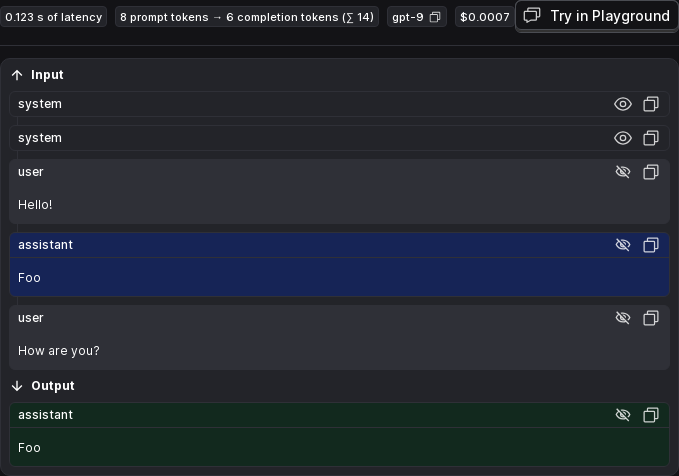 0.123 s of latency 8 prompt tokens → 6 completion tokens (∑ 14) gpt-9 $0.0007 Try in Playground
Input
system
system
user
Hello!
assistant
Foo
user
How are you?
Output
assistant
Foo